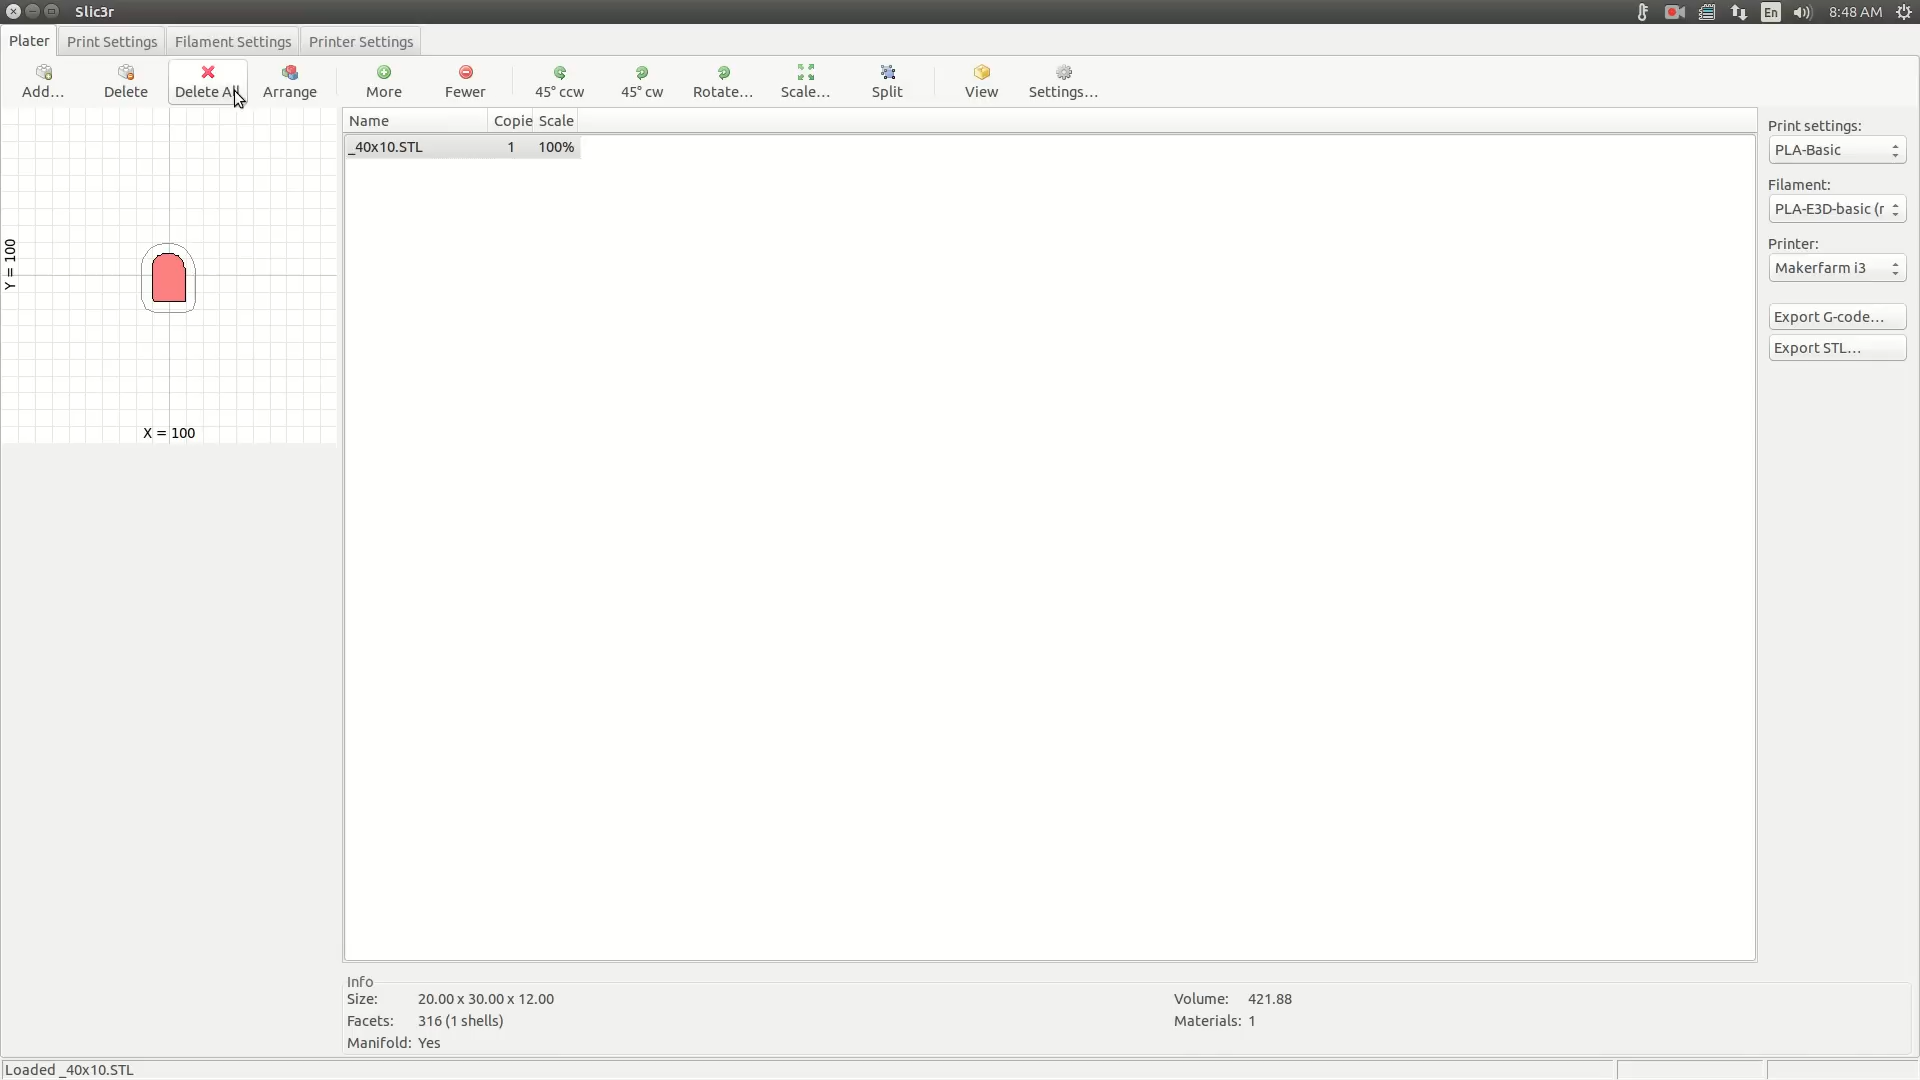 Slic3r
En
8:48 AM
Plater
Print Settings
Filament Settings
Printer Settings
Add…
Delete
Delete All
Arrange
More
Fewer
45° ccw
45° cw
Rotate…
Scale…
Split
View
Settings…
Y = 100
X = 100
Name Copie Scale
_40x10.STL 1 100%
Print settings:
PLA-Basic
Filament:
PLA-E3D-basic (r
Printer:
Makerfarm i3
Export G-code…
Export STL…
Info
Size: 20.00 x 30.00 x 12.00
Volume: 421.88
Facets: 316 (1 shells)
Materials: 1
Manifold: Yes
Loaded _40x10.STL